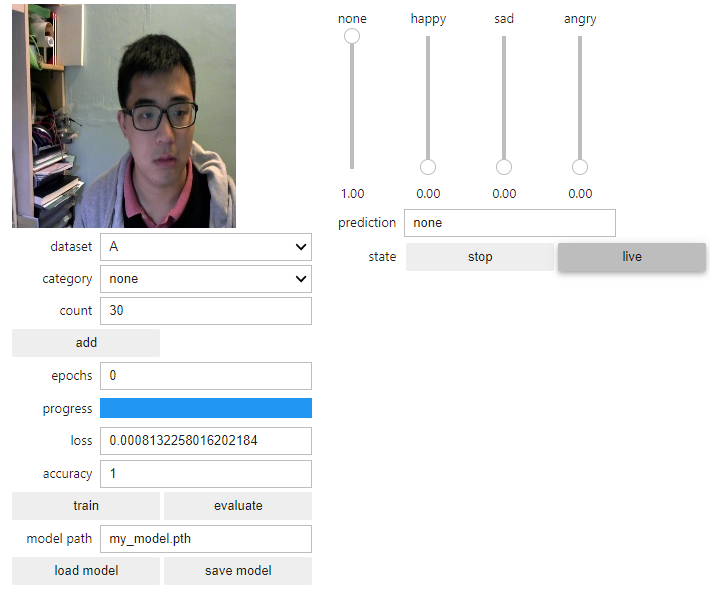 none happy sad angry
1.00 0.00 0.00 0.00
prediction none
state stop live
dataset A
category none
count 30
add
epochs 0
progress
loss 0.0008132258016202184
accuracy 1
train evaluate
model path my_model.pth
load model save model